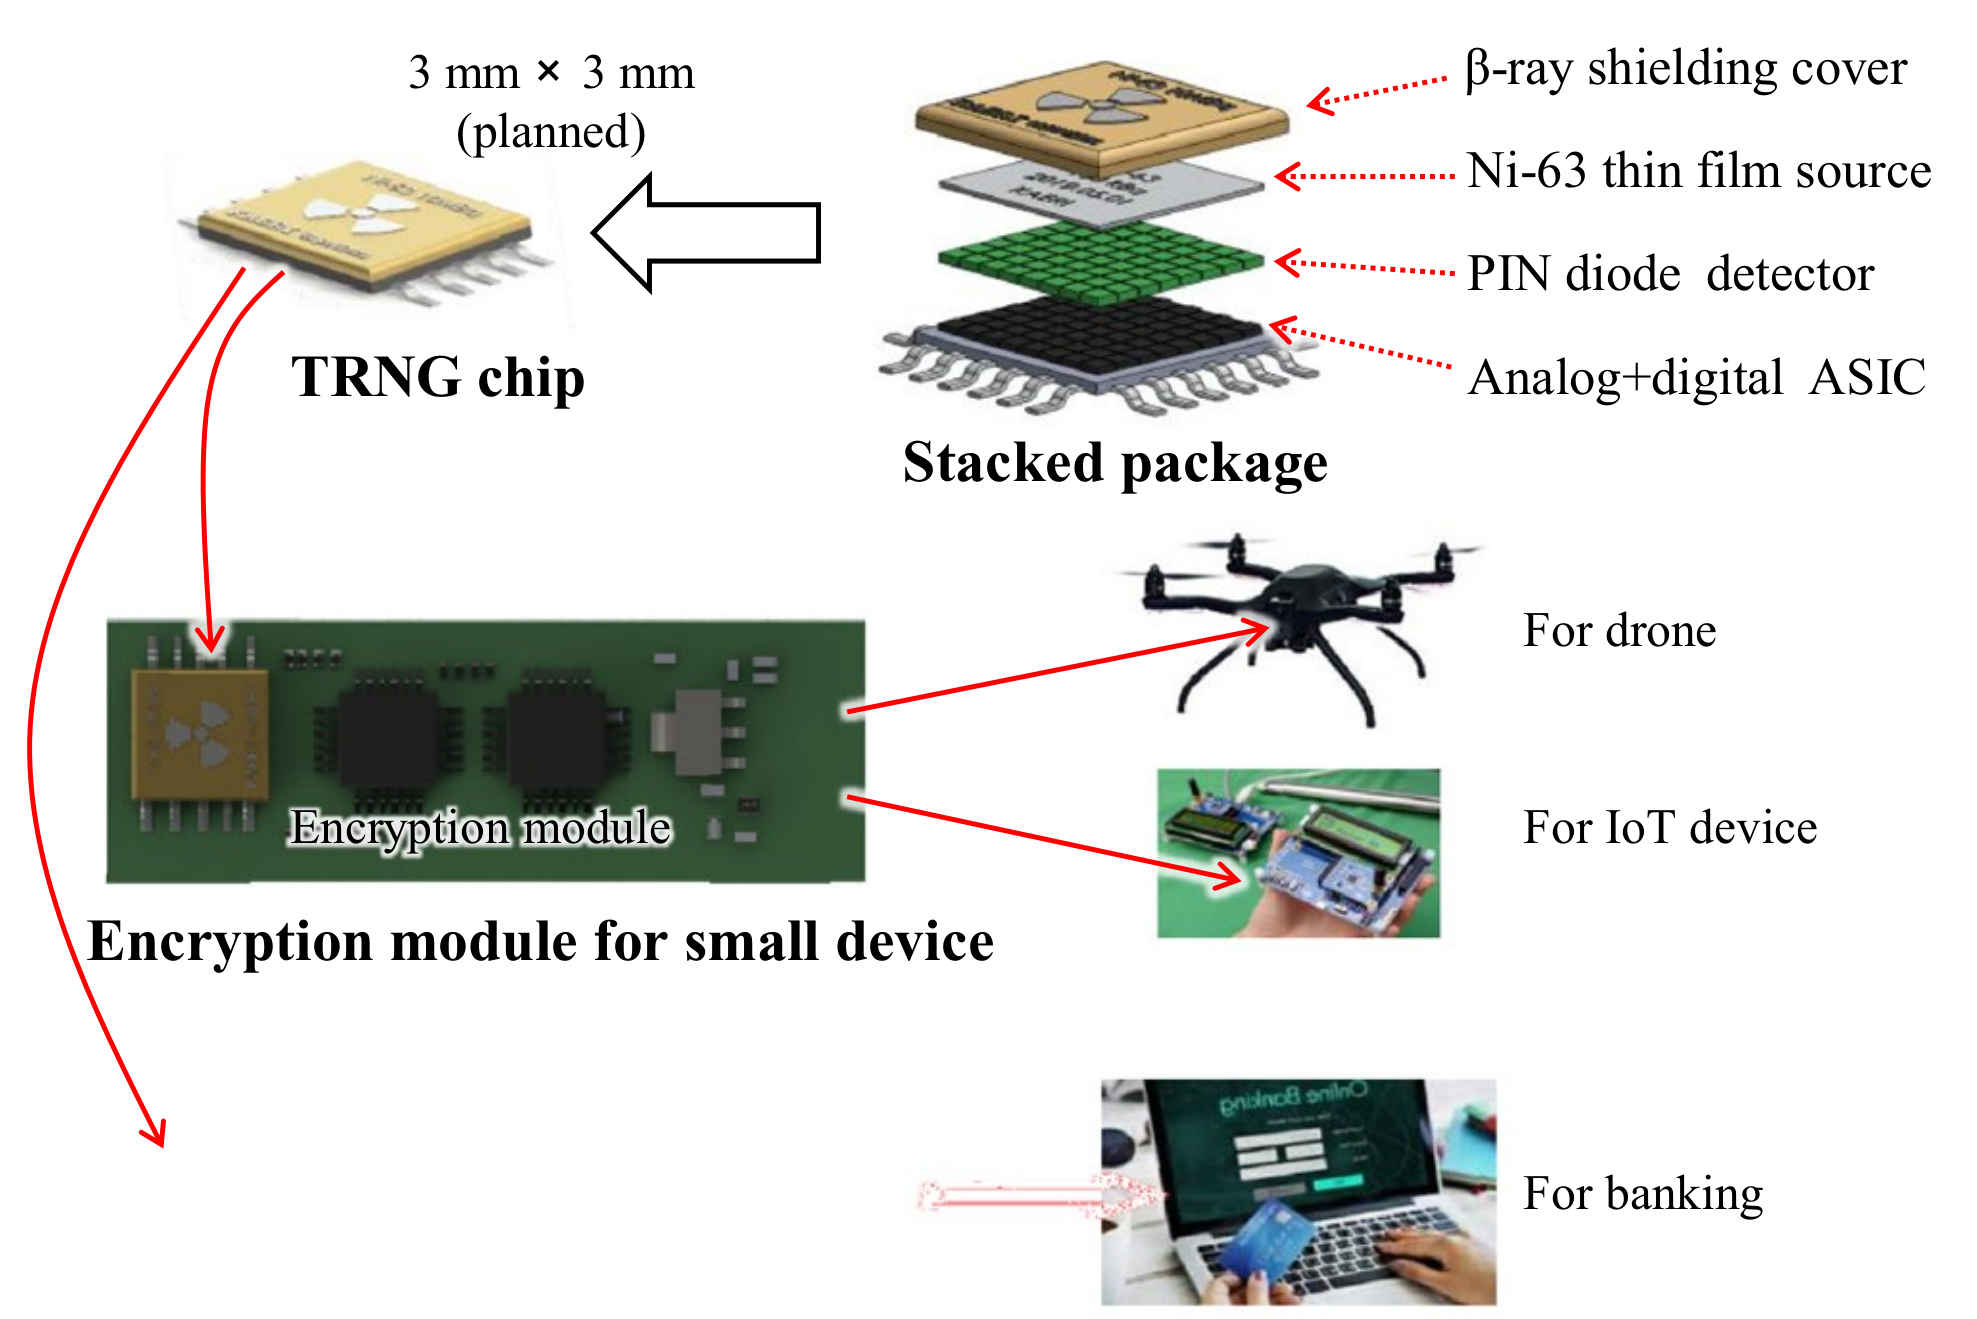 3 mm × 3 mm
(planned)
β-ray shielding cover
Ni-63 thin film source
PIN diode detector
Analog+digital ASIC
TRNG chip
Stacked package
For drone
Encryption module
For IoT device
Encryption module for small device
Online Banking
For banking